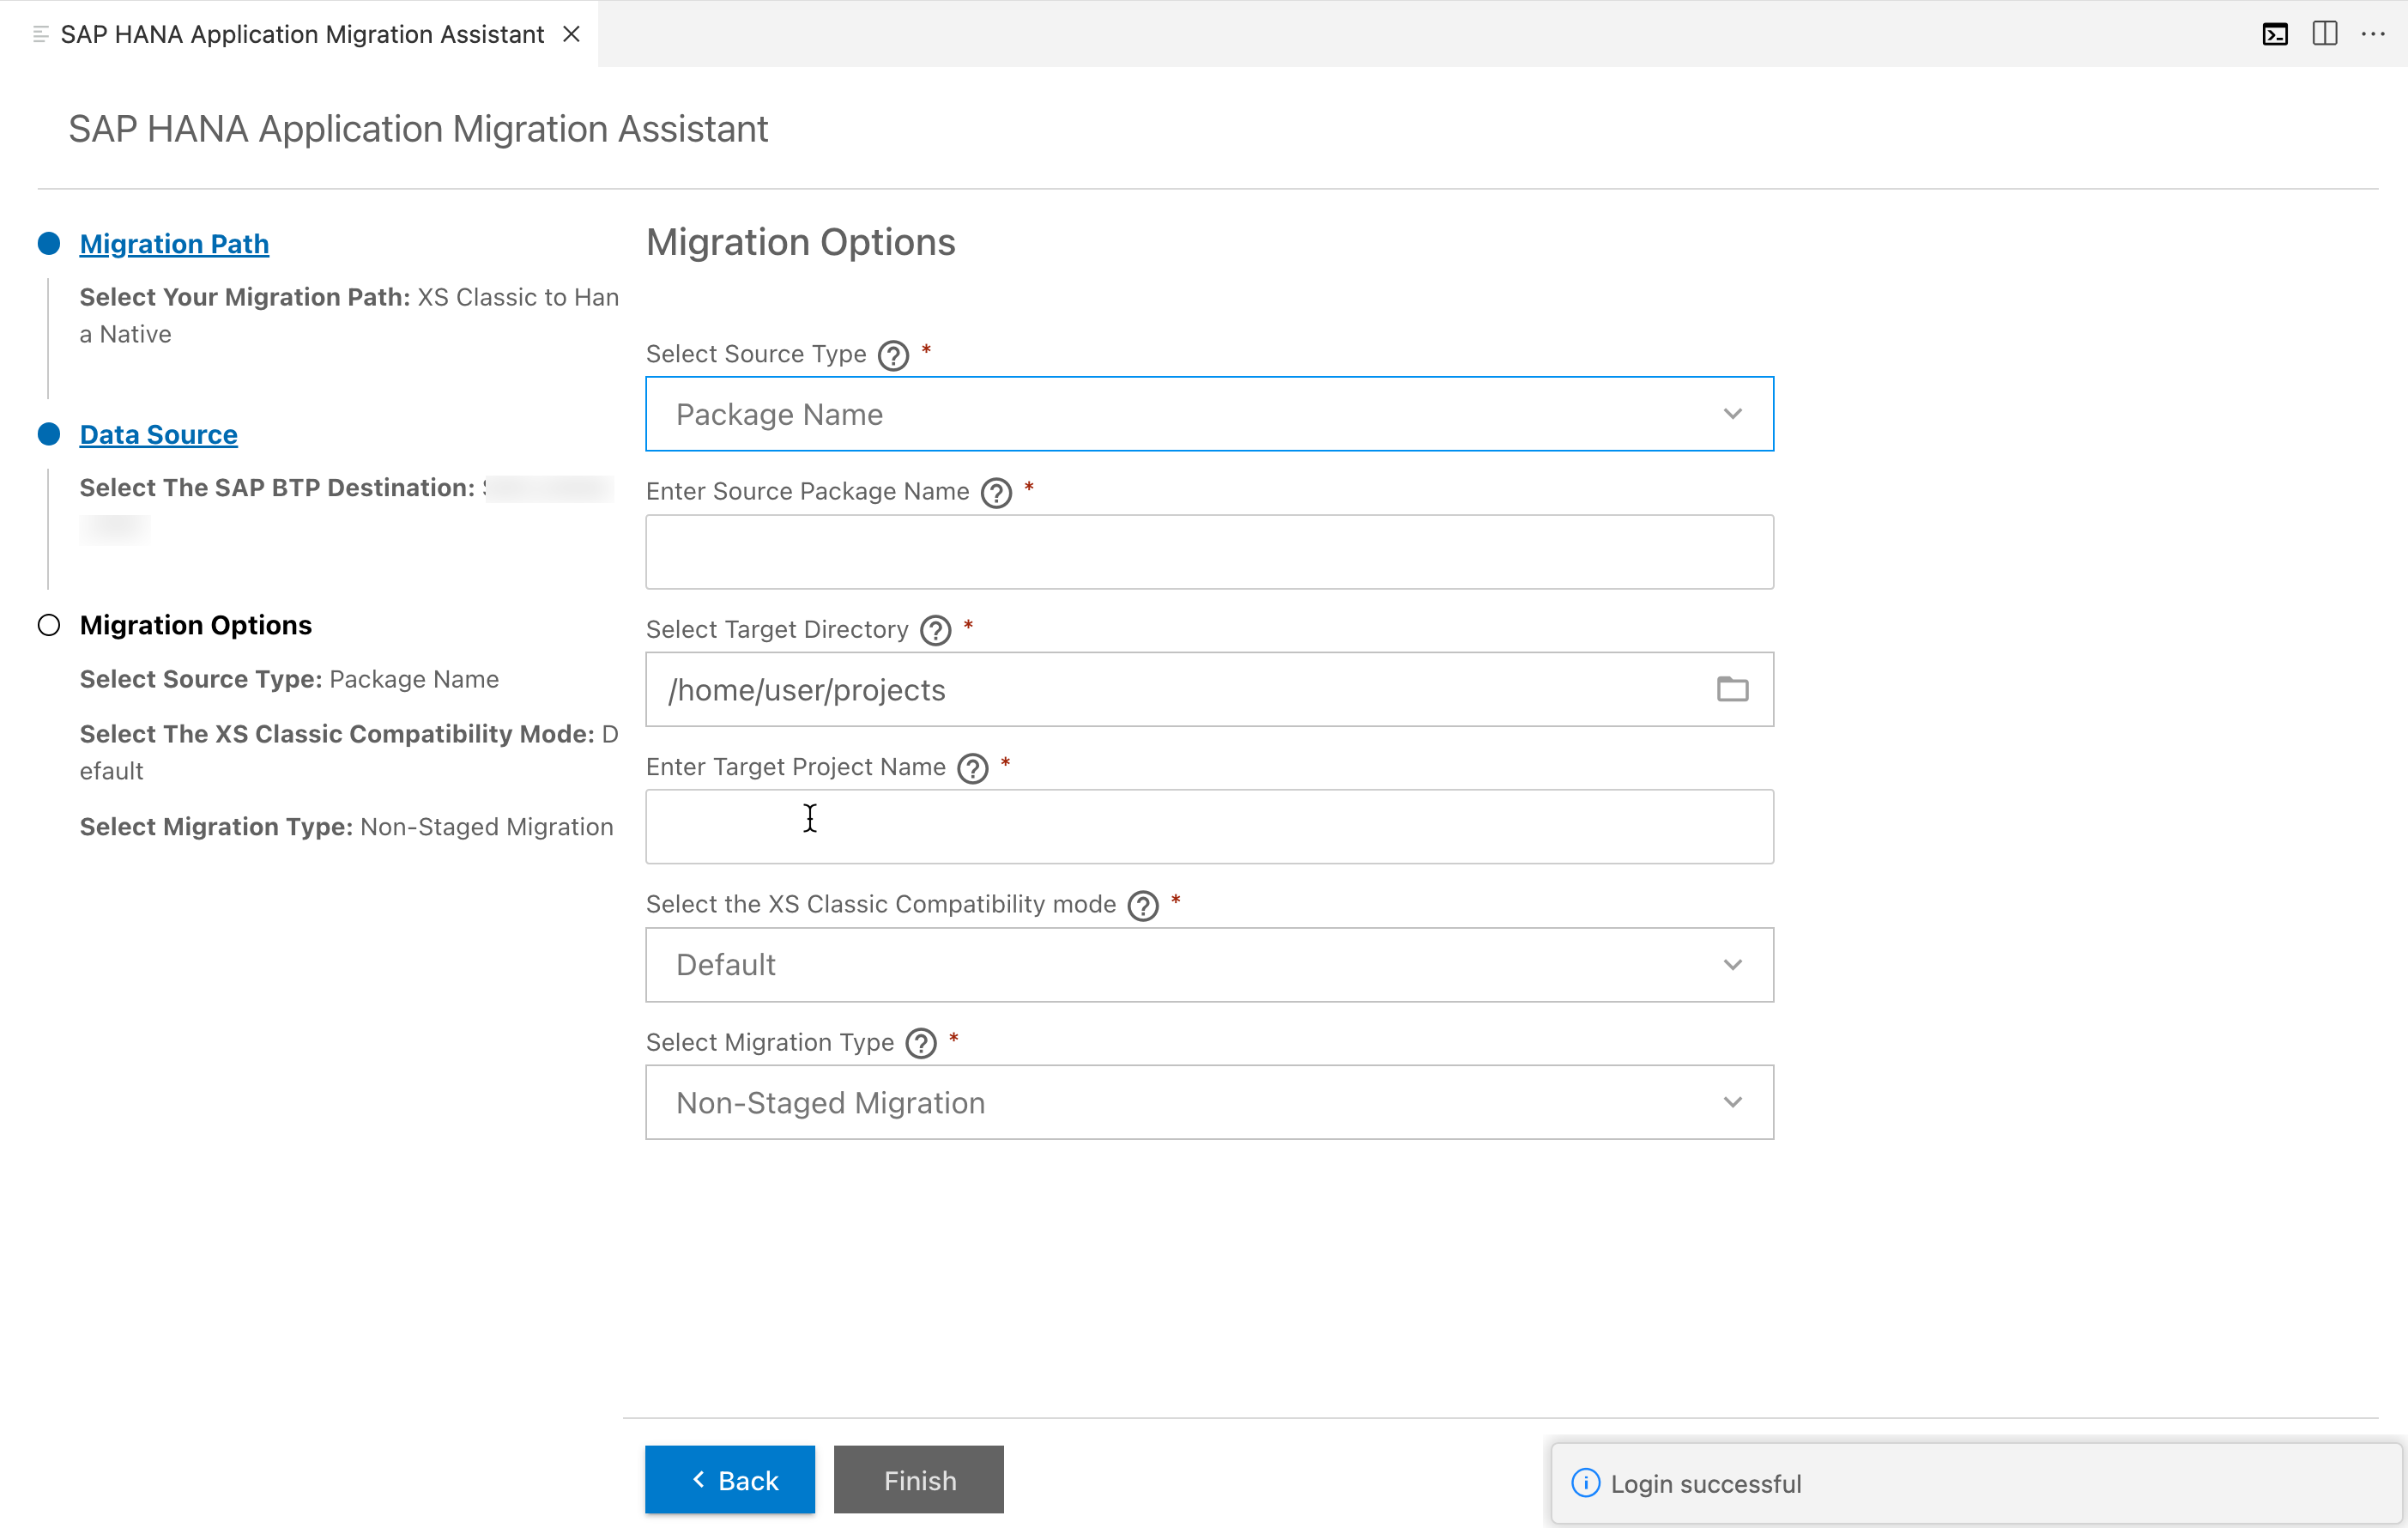 SAP HANA Application Migration Assistant
SAP HANA Application Migration Assistant
Migration Path
Select Your Migration Path: XS Classic to Han
a Native
Data Source
Select The SAP BTP Destination:
Migration Options
Select Source Type: Package Name
Select The XS Classic Compatibility Mode: D
efault
Select Migration Type: Non-Staged Migration
Migration Options
Select Source Type ? *
Package Name
Enter Source Package Name ? *
Select Target Directory ? *
/home/user/projects
Enter Target Project Name ? *
Select the XS Classic Compatibility mode ? *
Default
Select Migration Type ? *
Non-Staged Migration
Back
Finish
Login successful